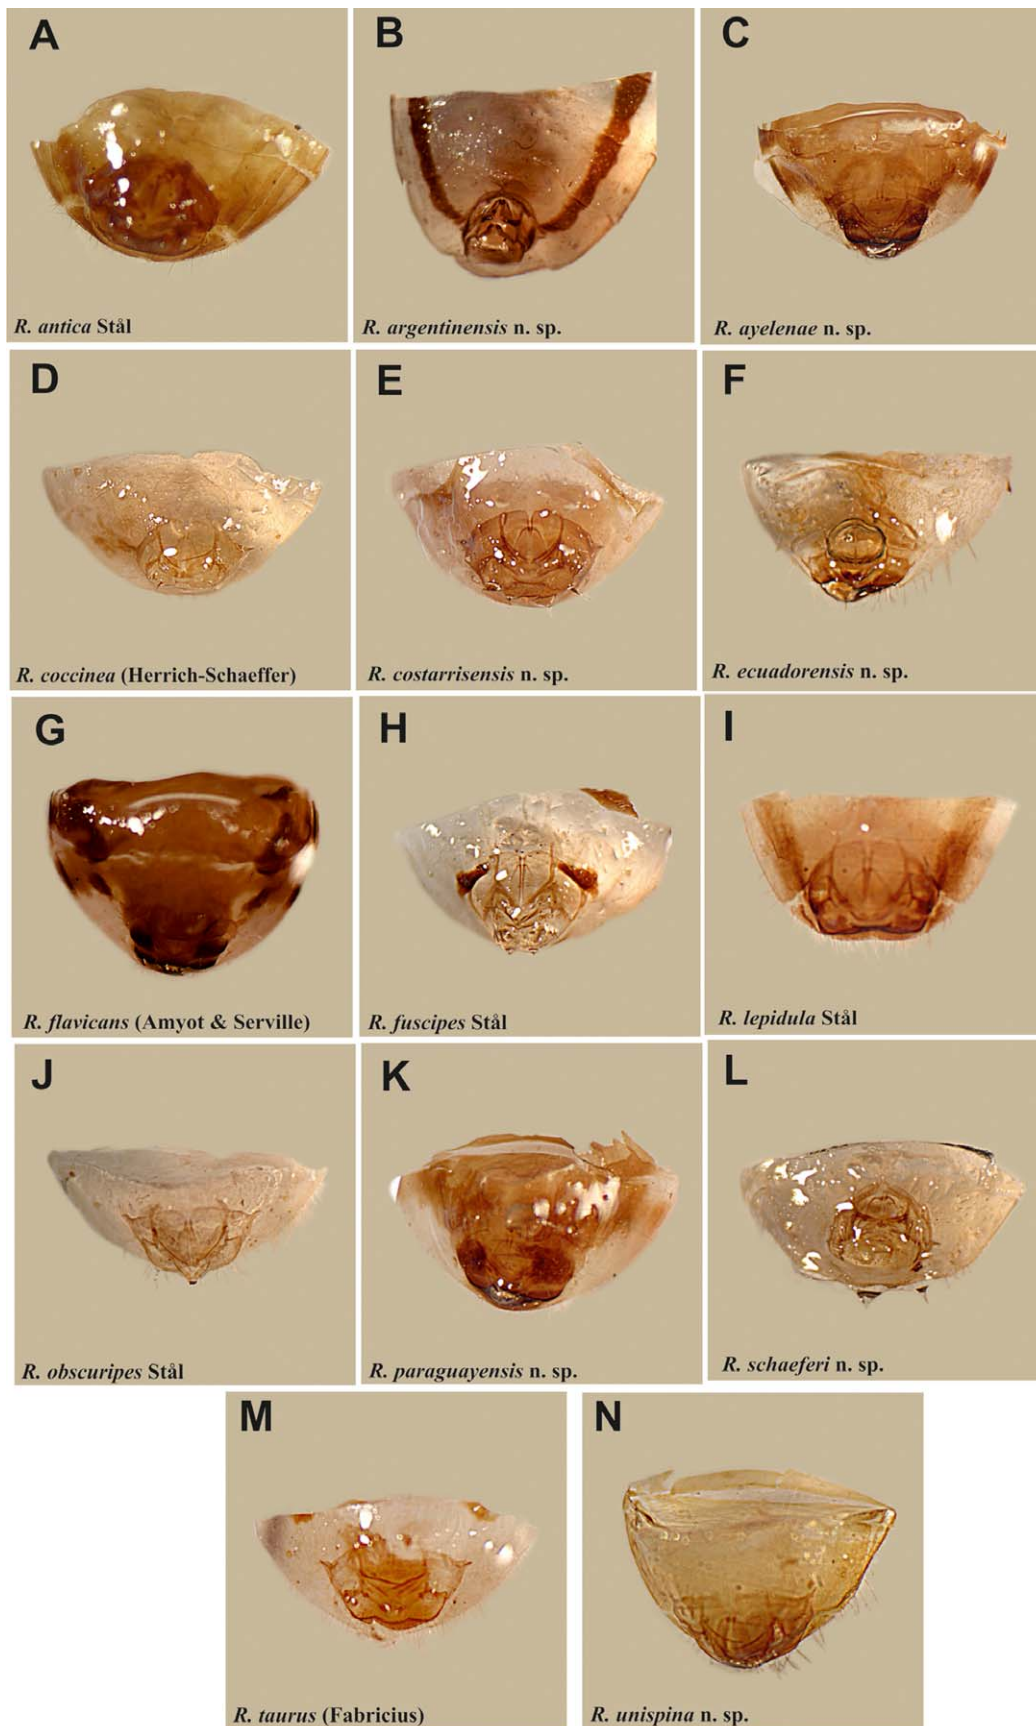 A
B
C
R. antica Stål
R. argentinensis n. sp.
R. ayelenae n. sp.
D
E
F
R. coccinea (Herrich-Schaeffer)
R. costarrisensis n. sp.
R. ecuadorensis n. sp.
G
H
I
R. flavicans (Amyot & Serville)
R. fuscipes Stål
R. lepidula Stål
J
K
L
R. obscuripes Stål
R. paraguayensis n. sp.
R. schaeferi n. sp.
M
N
R. taurus (Fabricius)
R. unispina n. sp.